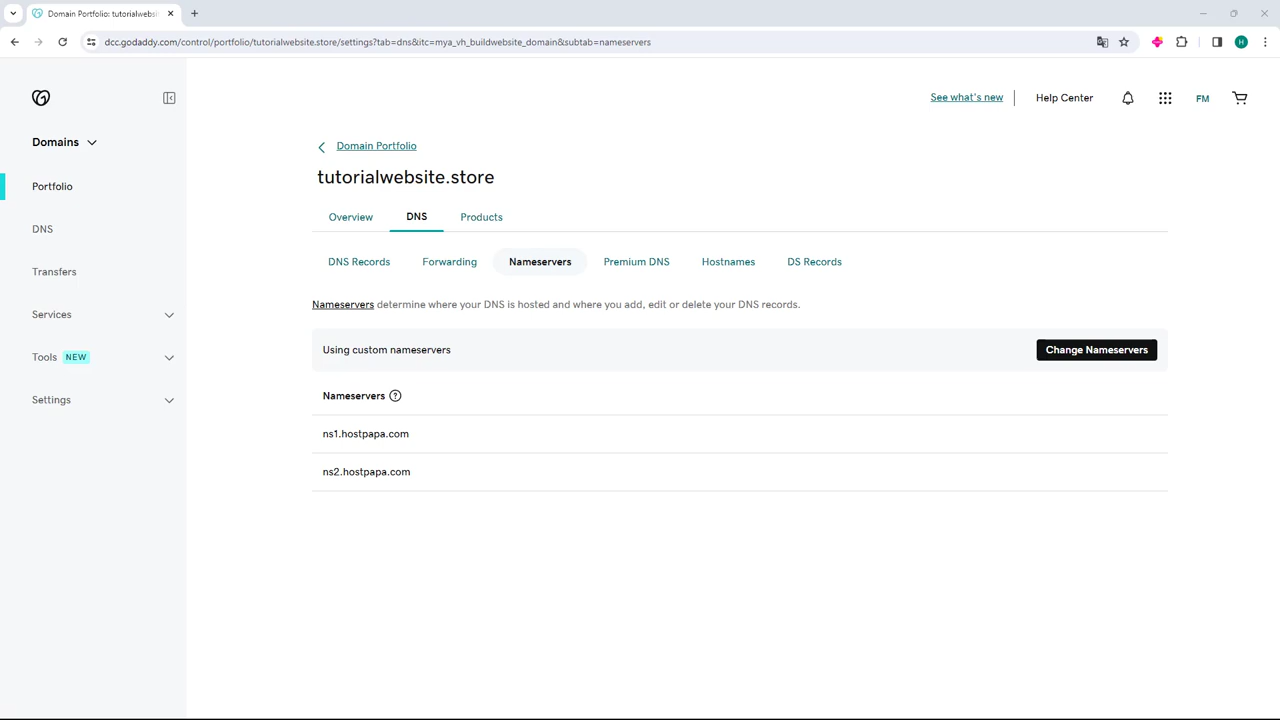 Domain Portfolio: tutorialwebsit
dcc.godaddy.com/control/portfolio/tutorialwebsite.store/settings?tab=dns&itc=mya_vh_buildwebsite_domain&subtab=nameservers
H
See what's new
Help Center
FM
Domains
Portfolio
DNS
Transfers
Services
Tools NEW
Settings
Domain Portfolio
tutorialwebsite.store
Overview DNS Products
DNS Records Forwarding Nameservers Premium DNS Hostnames DS Records
Nameservers determine where your DNS is hosted and where you add, edit or delete your DNS records.
Using custom nameservers Change Nameservers
Nameservers ?
ns1.hostpapa.com
ns2.hostpapa.com